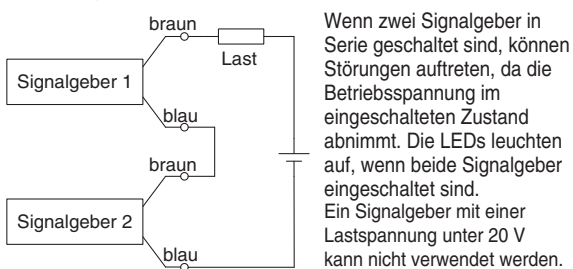 braun
Last
Signalgeber 1
blau
braun
Signalgeber 2
blau
Wenn zwei Signalgeber in
Serie geschaltet sind, können
Störungen auftreten, da die
Betriebsspannung im
eingeschalteten Zustand
abnimmt. Die LEDs leuchten
auf, wenn beide Signalgeber
eingeschaltet sind.
Ein Signalgeber mit einer
Lastspannung unter 20 V
kann nicht verwendet werden.